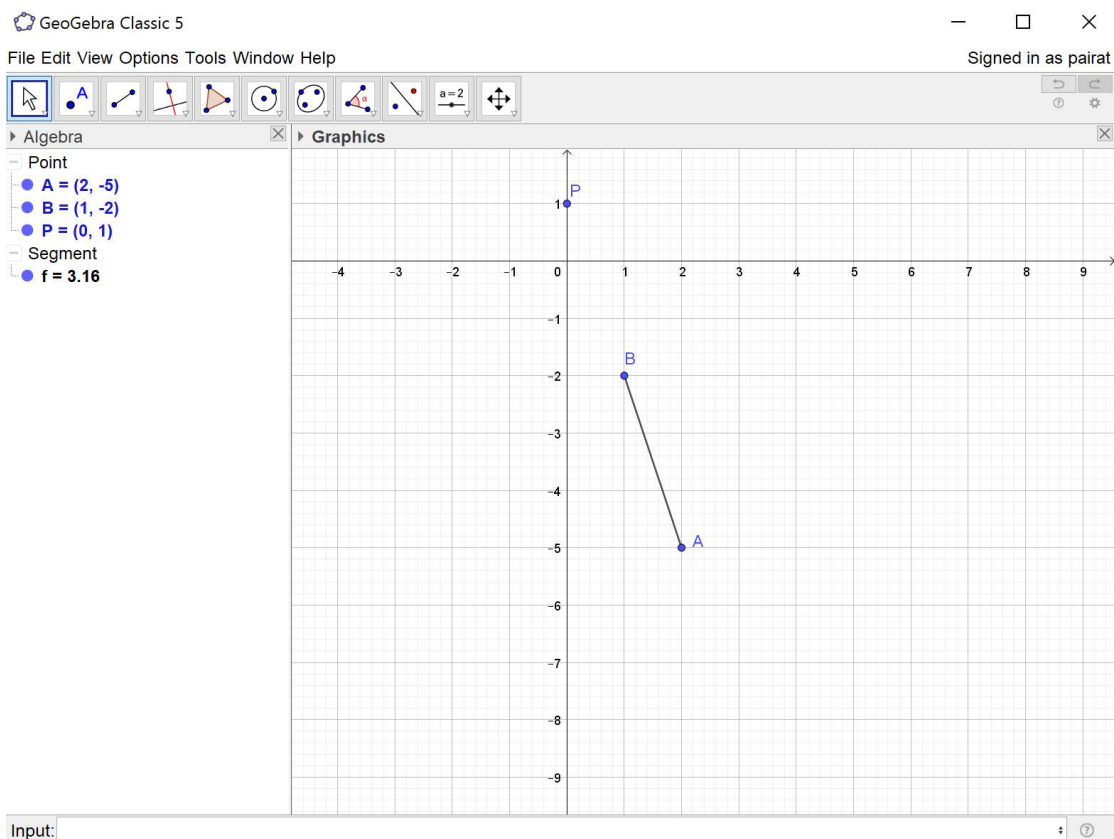 GeoGebra Classic 5
File Edit View Options Tools Window Help
Signed in as pairat
A
α
a=2
Algebra
Graphics
Point
A = (2, -5)
B = (1, -2)
P = (0, 1)
Segment
f = 3.16
P
1
-4 -3 -2 -1 0 1 2 3 4 5 6 7 8 9
-1
B
-2
-3
-4
A
-5
-6
-7
-8
-9
Input: